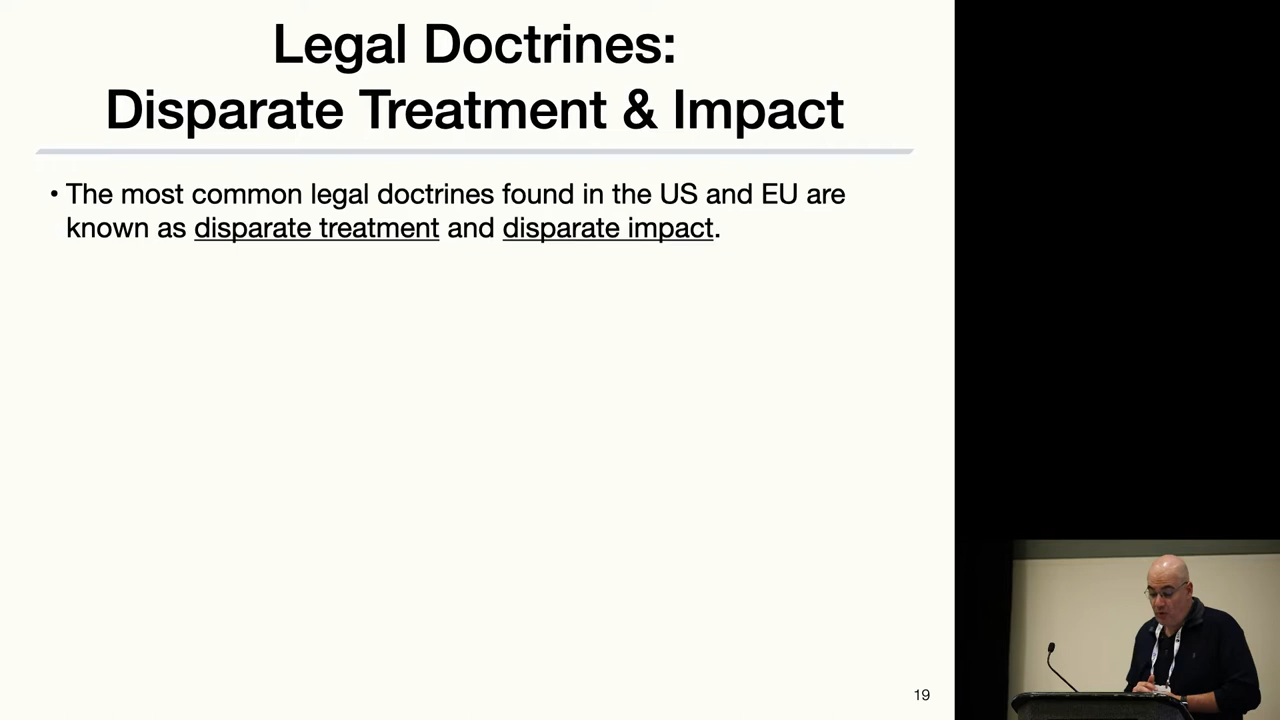 Legal Doctrines:
Disparate Treatment & Impact
• The most common legal doctrines found in the US and EU are
known as disparate treatment and disparate impact.
19